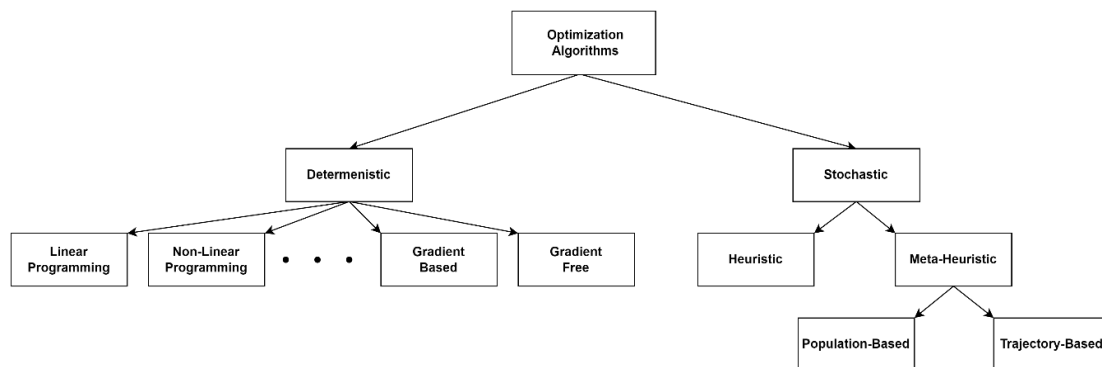 Optimization
Algorithms
Determenistic
Stochastic
Linear
Programming
Non-Linear
Programming
Gradient
Based
Gradient
Free
Heuristic
Meta-Heuristic
Population-Based
Trajectory-Based